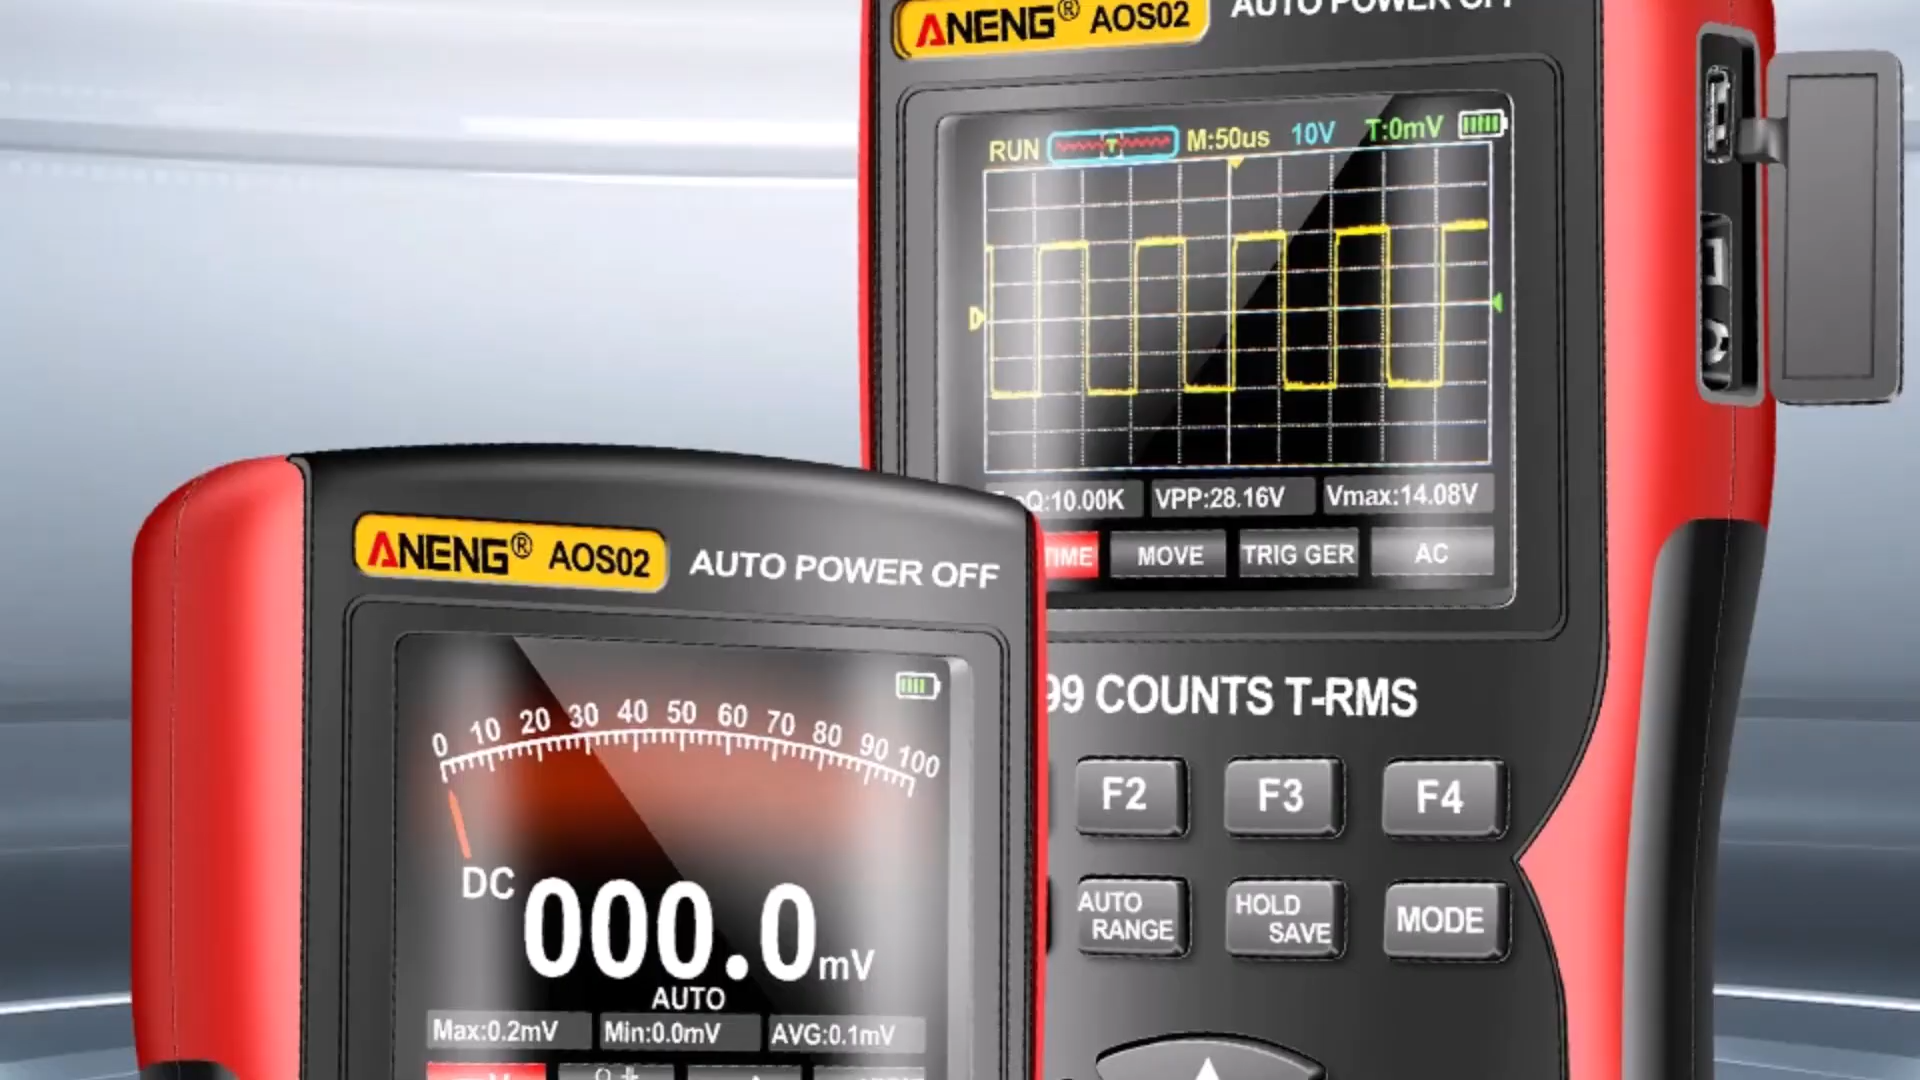 ANENG® AOS02
RUN M:50us 10V T:0mV
Q:10.00K VPP:28.16V Vmax:14.08V
MOVE TRIG GER AC
99 COUNTS T-RMS
F2 F3 F4
AUTO RANGE
HOLD SAVE
MODE
ANENG® AOS02 AUTO POWER OFF
0 10 20 30 40 50 60 70 80 90 100
DC 000.0 mV
AUTO
Max:0.2mV Min:0.0mV AVG:0.1mV